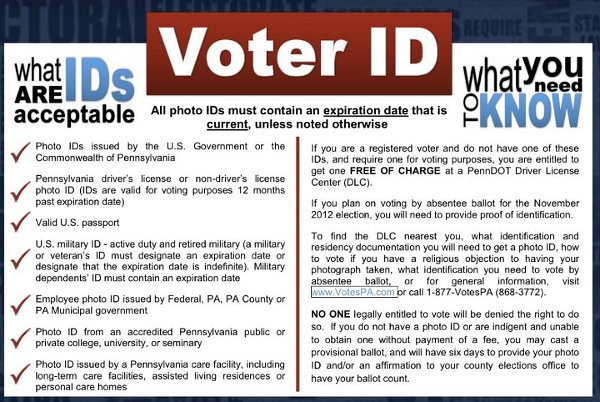 Voter ID
what
ARE IDs
acceptable
what you
need
TO KNOW
All photo IDs must contain an expiration date that is
current, unless noted otherwise
Photo IDs issued by the U.S. Government or the
Commonwealth of Pennsylvania
Pennsylvania driver's license or non-driver's license
photo ID (IDs are valid for voting purposes 12 months
past expiration date)
Valid U.S. passport
U.S. military ID - active duty and retired military (a military
or veteran's ID must designate an expiration date or
designate that the expiration date is indefinite). Military
dependents' ID must contain an expiration date
Employee photo ID issued by Federal, PA, PA County or
PA Municipal government
Photo ID from an accredited Pennsylvania public or
private college, university, or seminary
Photo ID issued by a Pennsylvania care facility, including
long-term care facilities, assisted living residences or
personal care homes
If you are a registered voter and do not have one of these
IDs, and require one for voting purposes, you are entitled to
get one FREE OF CHARGE at a PennDOT Driver License
Center (DLC).
If you plan on voting by absentee ballot for the November
2012 election, you will need to provide proof of identification.
To find the DLC nearest you, what identification and
residency documentation you will need to get a photo ID, how
to vote if you have a religious objection to having your
photograph taken, what identification you need to vote by
absentee ballot, or for general information, visit
www.VotesPA.com or call 1-877-VotesPA (868-3772).
NO ONE legally entitled to vote will be denied the right to do
so. If you do not have a photo ID or are indigent and unable
to obtain one without payment of a fee, you may cast a
provisional ballot, and will have six days to provide your photo
ID and/or an affirmation to your county elections office to
have your ballot count.